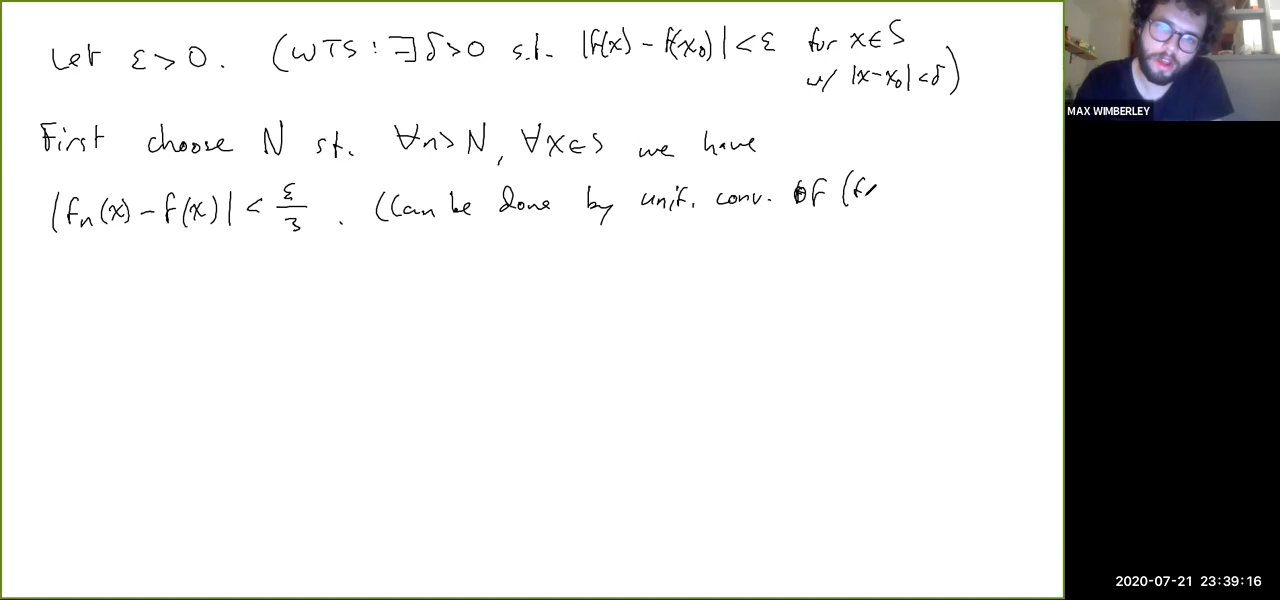 Let ε > 0. (WTS: ∃ δ > 0 s.t. |f(x) - f(x₀)| < ε for x ∈ S
w/ |x-x₀| < δ)
First choose N st. ∀n > N, ∀x ∈ S we have
|fₙ(x) - f(x)| < ε/3 . (Can be done by unif. conv. of (f
MAX WIMBERLEY
2020-07-21 23:39:16